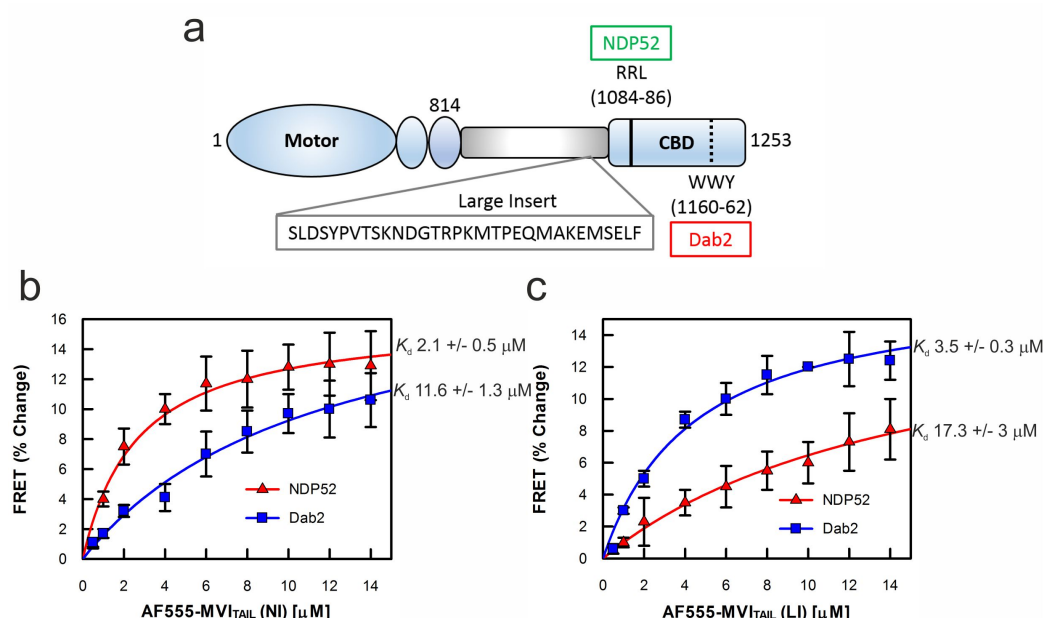 a
NDP52
RRL
(1084-86)
814
1
Motor
CBD
1253
WWY
(1160-62)
Large Insert
SLDSYPVTSKNDGTRPKMTPEQMAKEMSELF
Dab2
b
16
14
12
10
8
6
4
2
0
FRET (% Change)
Kd 2.1 +/- 0.5 µM
Kd 11.6 +/- 1.3 µM
NDP52
Dab2
0 2 4 6 8 10 12 14
AF555-MVITAIL (NI) [µM]
c
14
12
10
8
6
4
2
0
FRET (% Change)
Kd 3.5 +/- 0.3 µM
Kd 17.3 +/- 3 µM
NDP52
Dab2
0 2 4 6 8 10 12 14
AF555-MVITAIL (LI) [µM]